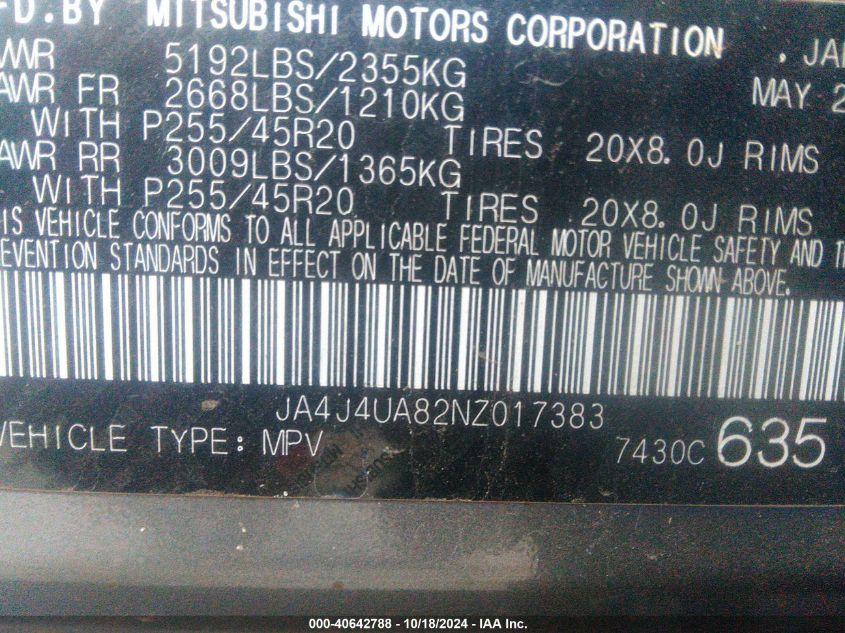 FD.BY MITSUBISHI MOTORS CORPORATION , JAP
VWR 5192LBS/2355KG MAY 2
AWR FR 2668LBS/1210KG
WITH P255/45R20 TIRES 20X8.0J RIMS
AWR RR 3009LBS/1365KG
WITH P255/45R20 TIRES 20X8.0J RIMS
IS VEHICLE CONFORMS TO ALL APPLICABLE FEDERAL MOTOR VEHICLE SAFETY AND T
EVENTION STANDARDS IN EFFECT ON THE DATE OF MANUFACTURE SHOWN ABOVE.
JA4J4UA82NZ017383
VEHICLE TYPE: MPV 7430C 635
000-40642788 - 10/18/2024 - IAA Inc.